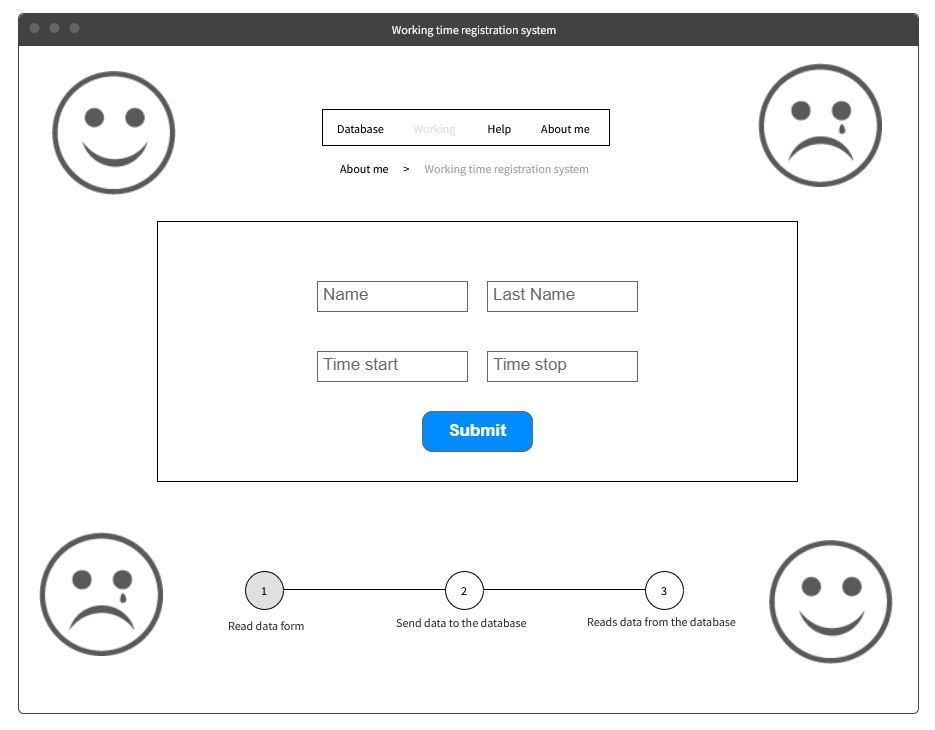 Working time registration system
Database Working Help About me
About me > Working time registration system
Name Last Name
Time start Time stop
Submit
1 2 3
Read data form Send data to the database Reads data from the database